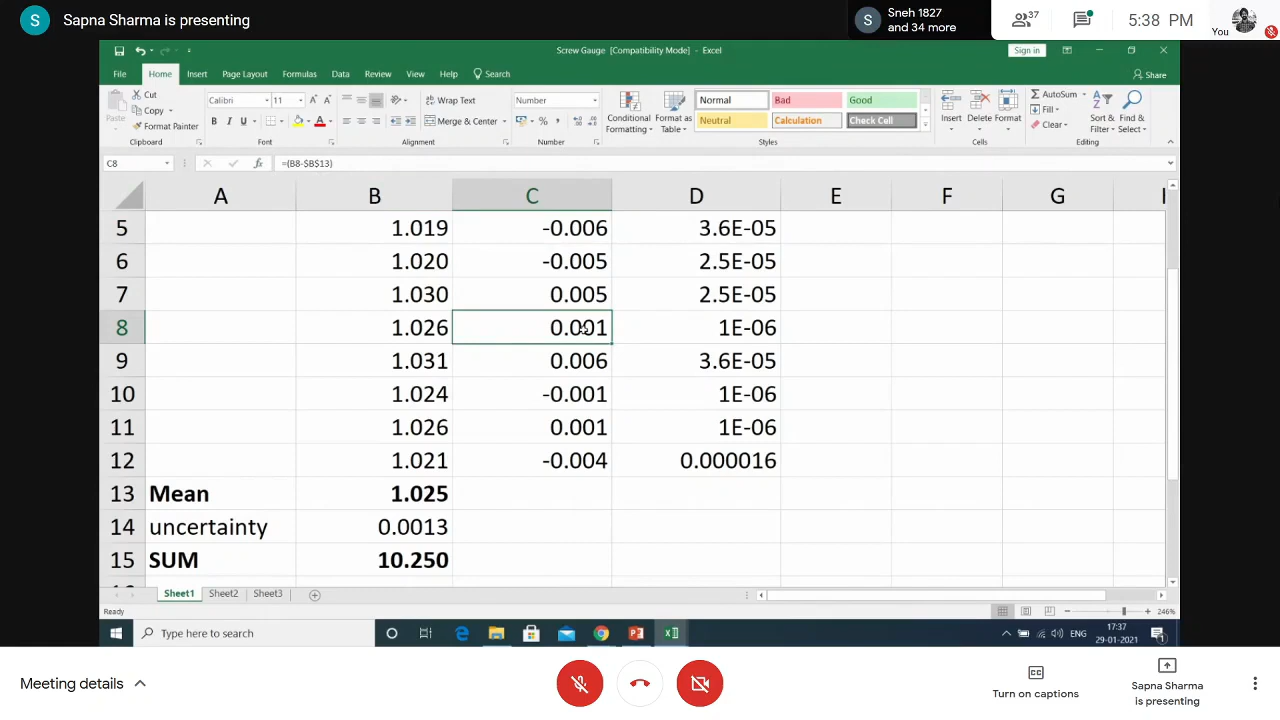 S Sapna Sharma is presenting
S Sneh 1827
and 34 more
37
5:38 PM
You
Screw Gauge [Compatibility Mode] - Excel
Sign in
File Home Insert Page Layout Formulas Data Review View Help Search
Share
Paste
Cut
Copy
Format Painter
Clipboard
Calibri 11
B I U
Font
Wrap Text
Merge & Center
Alignment
Number
%
Number
Conditional
Formatting
Format as
Table
Normal Bad Good
Neutral Calculation Check Cell
Styles
Insert Delete Format
Cells
AutoSum
Fill
Clear
Sort &
Filter
Find &
Select
Editing
C8 fx =(B8-$B$13)
A B C D E F G
5 1.019 -0.006 3.6E-05
6 1.020 -0.005 2.5E-05
7 1.030 0.005 2.5E-05
8 1.026 0.001 1E-06
9 1.031 0.006 3.6E-05
10 1.024 -0.001 1E-06
11 1.026 0.001 1E-06
12 1.021 -0.004 0.000016
13 Mean 1.025
14 uncertainty 0.0013
15 SUM 10.250
Sheet1 Sheet2 Sheet3
Ready
246%
Type here to search
ENG
17:37
29-01-2021
1
Meeting details
Turn on captions
Sapna Sharma
is presenting